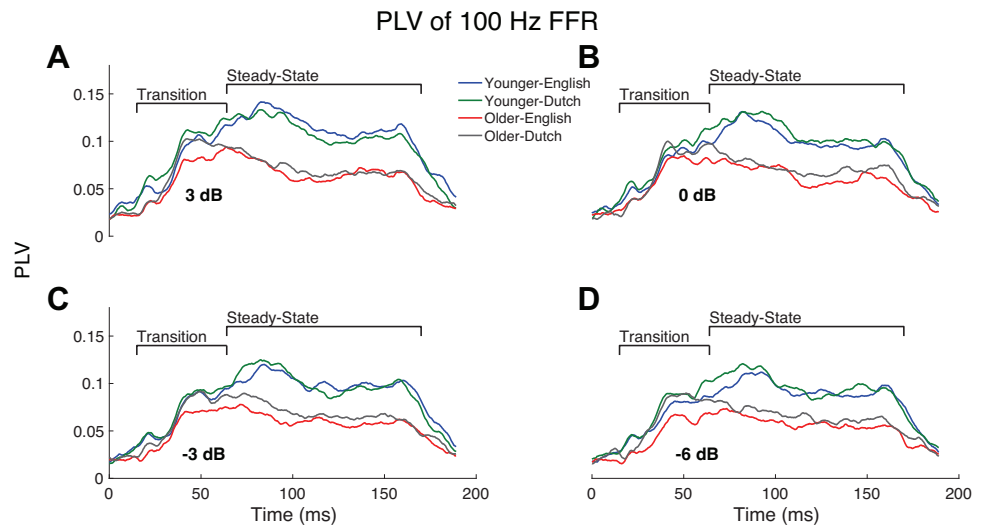 PLV of 100 Hz FFR
A
B
Steady-State
Transition
Younger-English
Younger-Dutch
Older-English
Older-Dutch
Steady-State
Transition
0.15
0.1
0.05
0
3 dB
0 dB
PLV
C
D
Steady-State
Transition
Steady-State
Transition
0.15
0.1
0.05
0
-3 dB
-6 dB
0
50
100
150
200
0
50
100
150
200
Time (ms)
Time (ms)